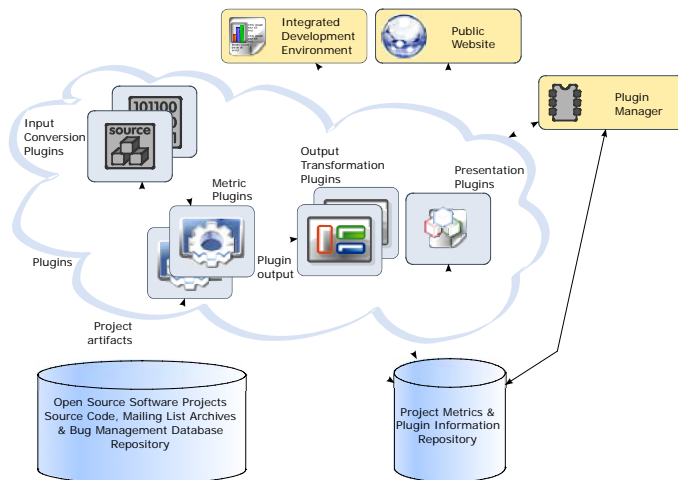 Integrated
Development
Environment
Public
Website
Plugin
Manager
Input
Conversion
Plugins
101100
source
Output
Transformation
Plugins
Presentation
Plugins
Metric
Plugins
Plugins
Plugin
output
Project
artifacts
Open Source Software Projects
Source Code, Mailing List Archives
& Bug Management Database
Repository
Project Metrics &
Plugin Information
Repository